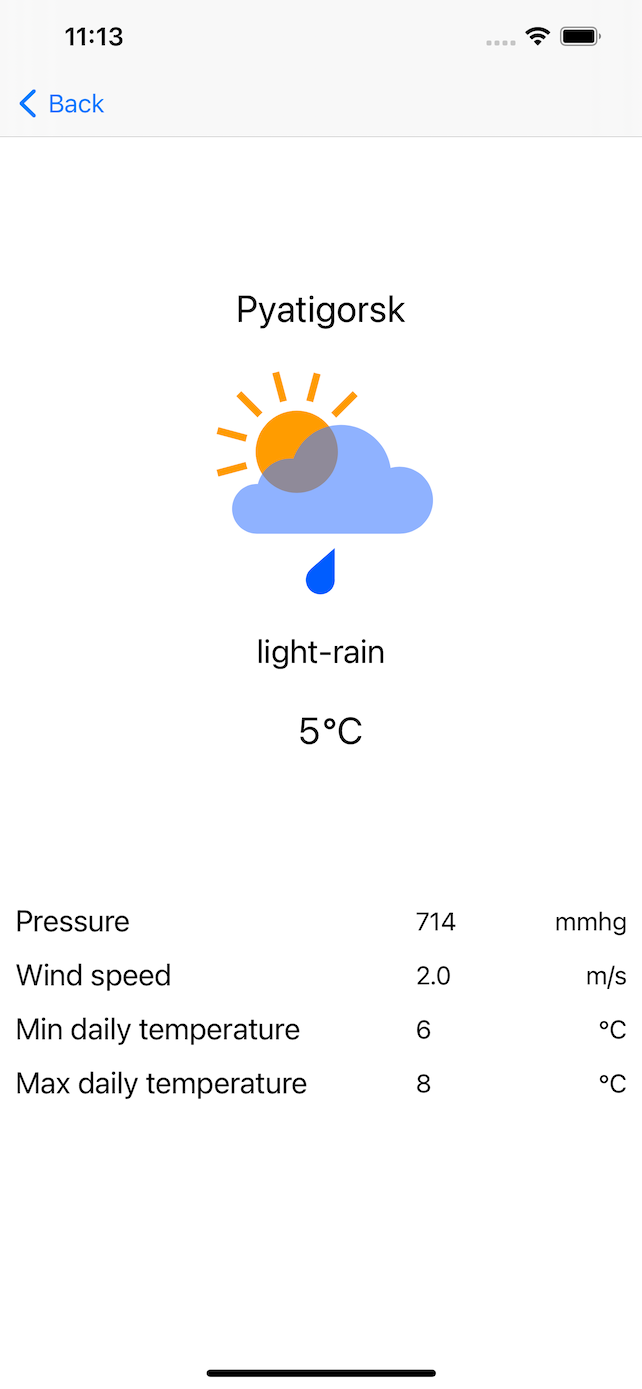 11:13
Back
Pyatigorsk
light-rain
5°C
Pressure 714 mmhg
Wind speed 2.0 m/s
Min daily temperature 6 °C
Max daily temperature 8 °C